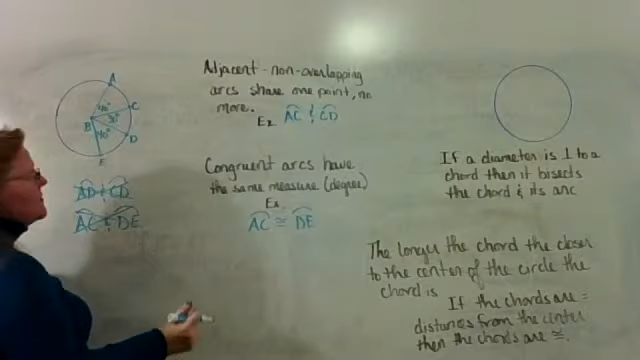 A
C
B
D
E
40°
AD & CD
AC & DE
Adjacent - non-overlapping
arcs share one point, no
more.
Ex AC & CD
Congruent arcs have
the same measure (degree)
Ex.
AC ≅ DE
If a diameter is ⊥ to a
chord then it bisects
the chord & its arc
The longer the chord the closer
to the center of the circle the
chord is
If the chords are =
distances from the center
then the chords are ≅.